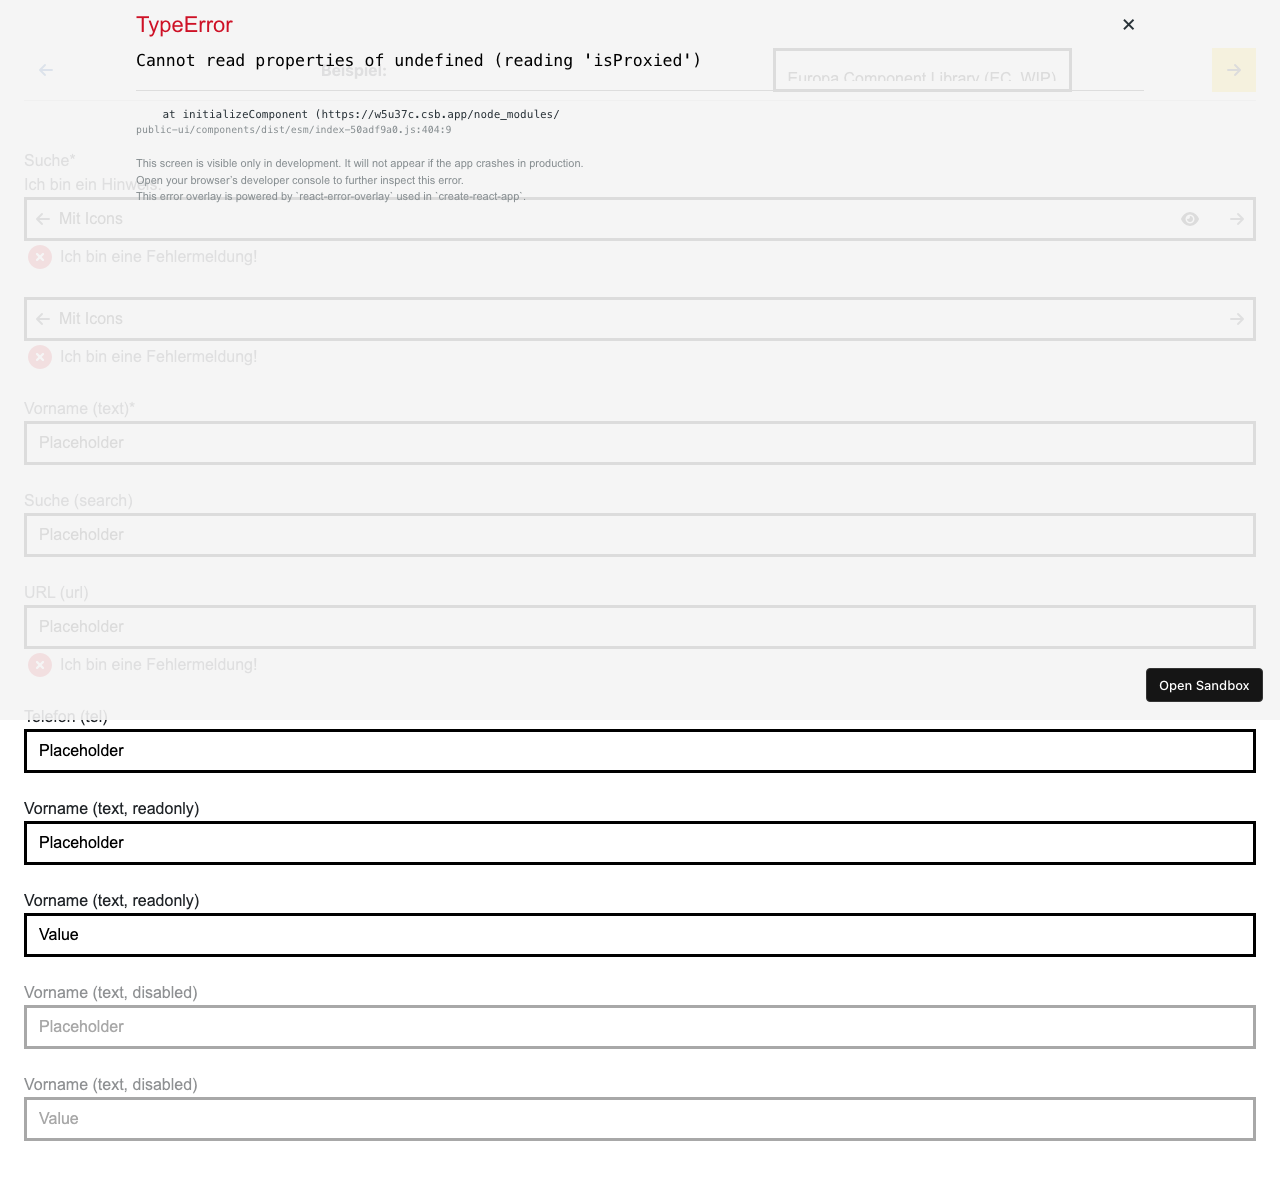 TypeError
✕
Cannot read properties of undefined (reading 'isProxied')
Beispiel:
Europa Component Library (EC, WIP)
at initializeComponent (https://w5u37c.csb.app/node_modules/
public-ui/components/dist/esm/index-50adf9a0.js:404:9
This screen is visible only in development. It will not appear if the app crashes in production.
Open your browser's developer console to further inspect this error.
This error overlay is powered by `react-error-overlay` used in `create-react-app`.
Suche*
Ich bin ein Hinweis.
Mit Icons
Ich bin eine Fehlermeldung!
Mit Icons
Ich bin eine Fehlermeldung!
Vorname (text)*
Placeholder
Suche (search)
Placeholder
URL (url)
Placeholder
Ich bin eine Fehlermeldung!
Open Sandbox
Telefon (tel)
Placeholder
Vorname (text, readonly)
Placeholder
Vorname (text, readonly)
Value
Vorname (text, disabled)
Placeholder
Vorname (text, disabled)
Value